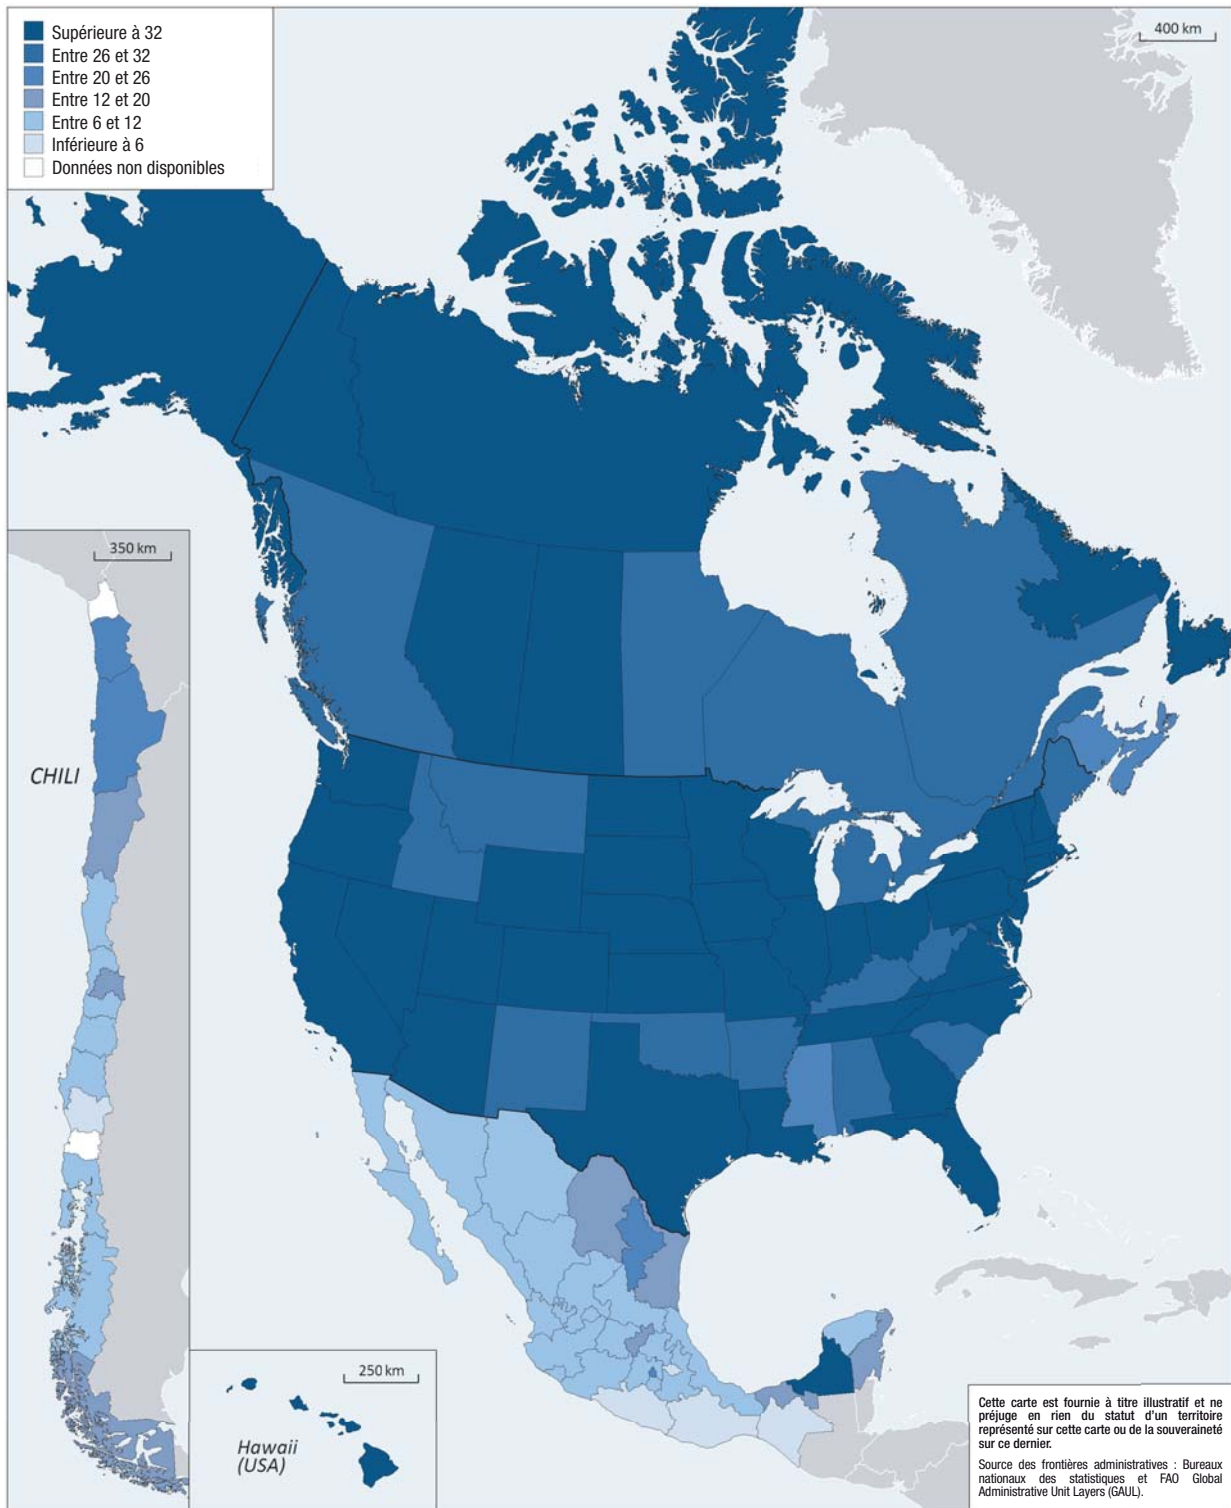 Supérieure à 32
Entre 26 et 32
Entre 20 et 26
Entre 12 et 20
Entre 6 et 12
Inférieure à 6
Données non disponibles
400 km
350 km
CHILI
250 km
Hawaii
(USA)
Cette carte est fournie à titre illustratif et ne
préjuge en rien du statut d'un territoire
représenté sur cette carte ou de la souveraineté
sur ce dernier.
Source des frontières administratives : Bureaux
nationaux des statistiques et FAO Global
Administrative Unit Layers (GAUL).